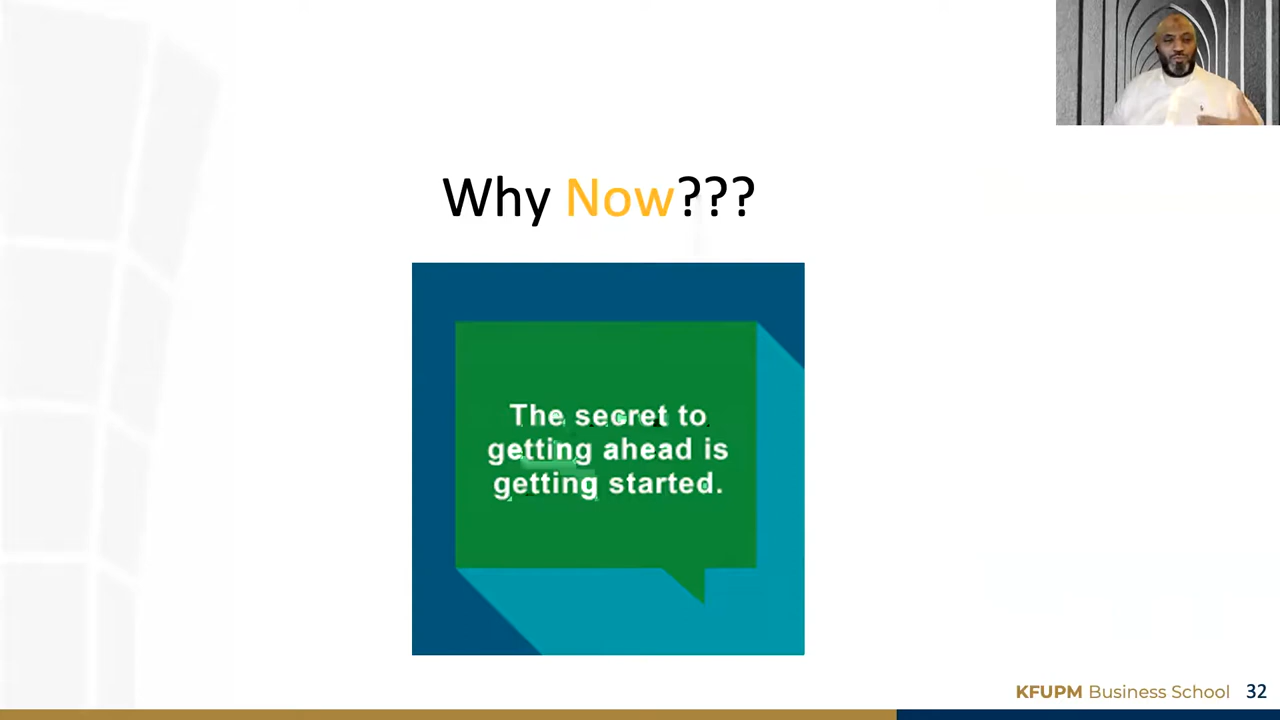 Why Now???
The secret to
getting ahead is
getting started.
KFUPM Business School 32